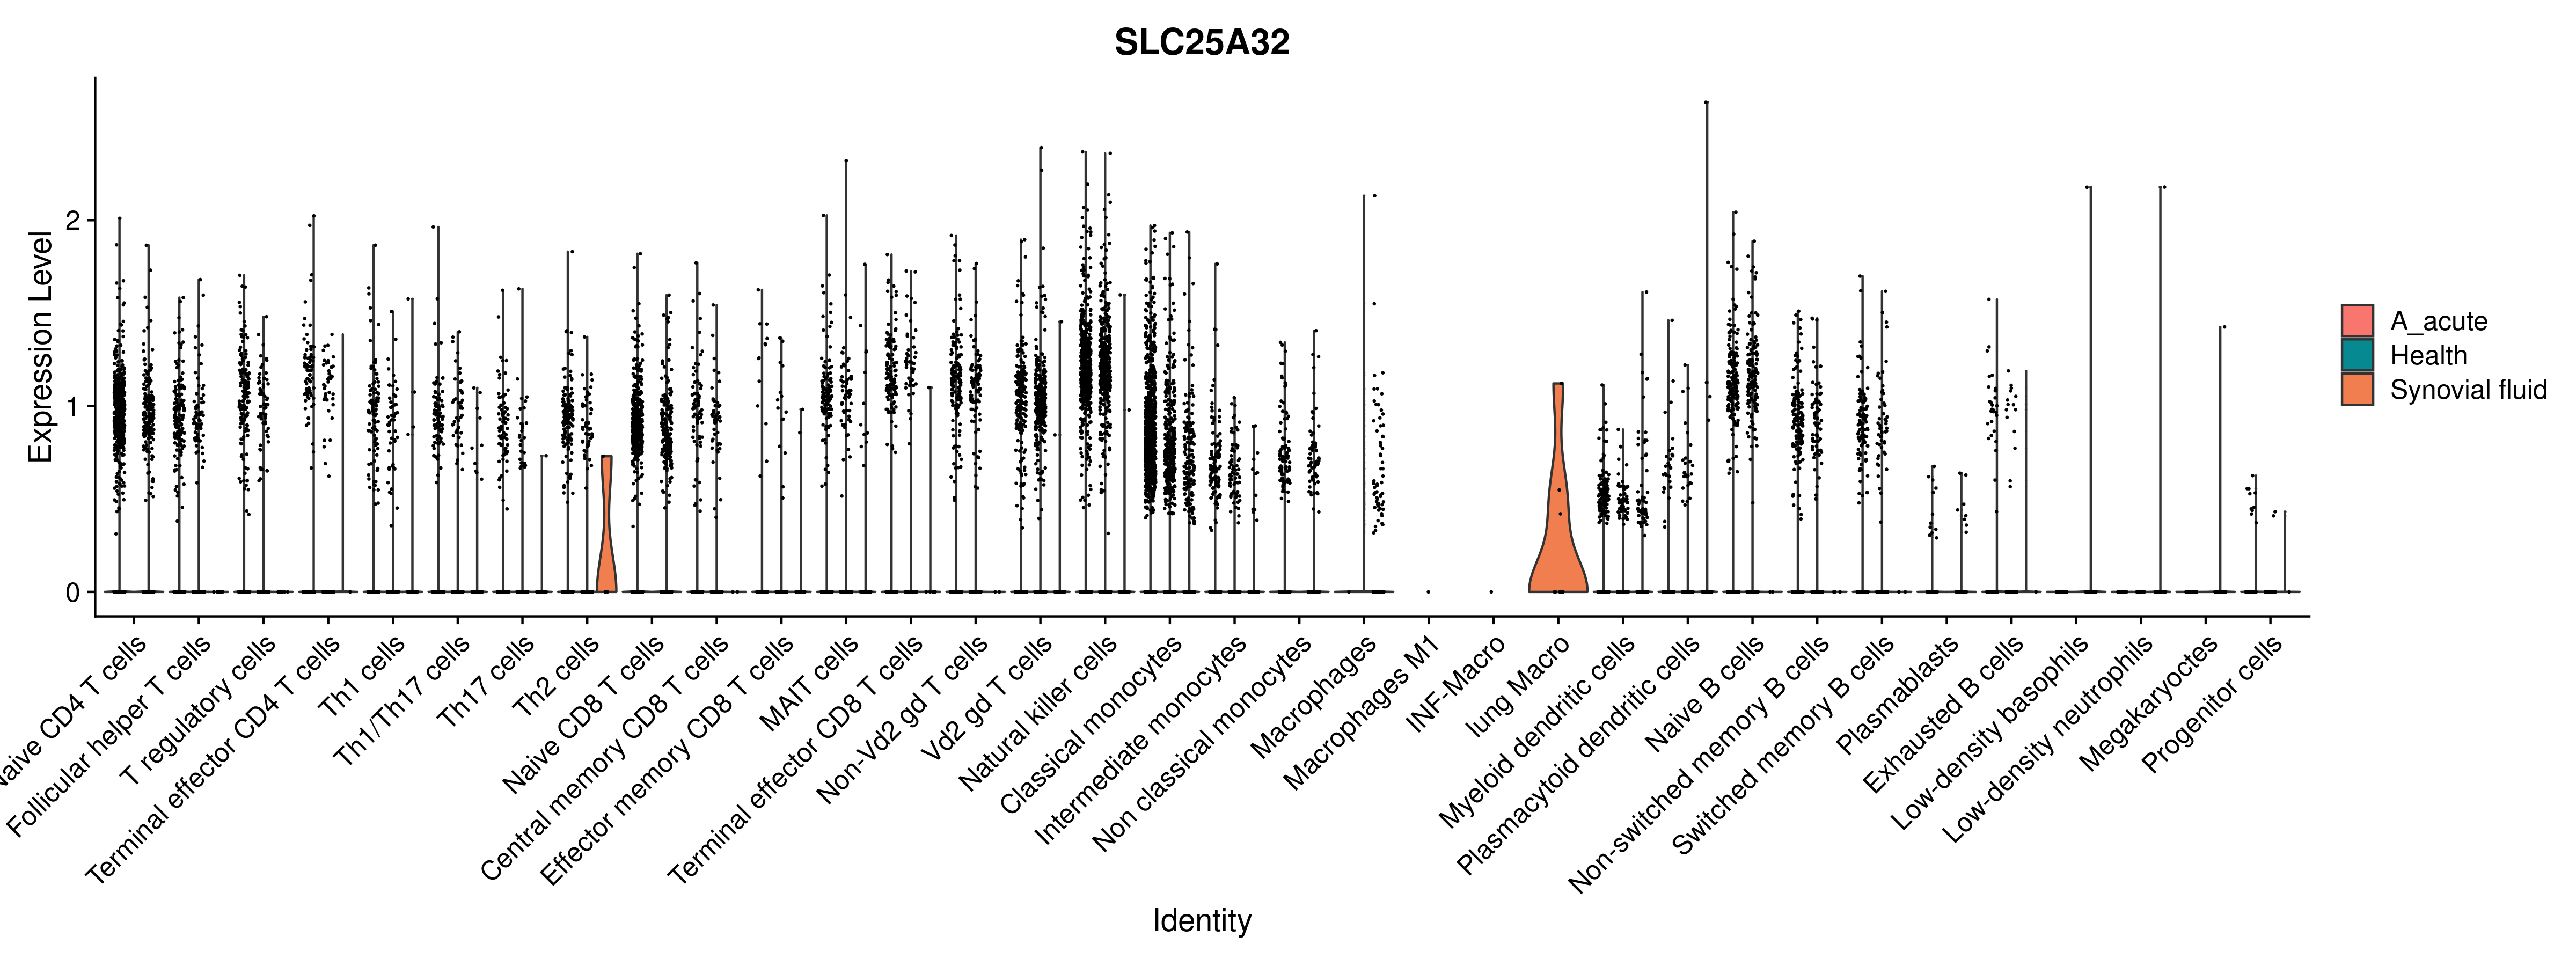 SLC25A32
Expression Level
2
1
0
Naive CD4 T cells
Follicular helper T cells
T regulatory cells
Terminal effector CD4 T cells
Th1 cells
Th1/Th17 cells
Th17 cells
Th2 cells
Naive CD8 T cells
Central memory CD8 T cells
Effector memory CD8 T cells
MAIT cells
Terminal effector CD8 T cells
Non-Vd2 gd T cells
Vd2 gd T cells
Natural killer cells
Classical monocytes
Intermediate monocytes
Non classical monocytes
Macrophages
Macrophages M1
INF-Macro
lung Macro
Myeloid dendritic cells
Plasmacytoid dendritic cells
Naive B cells
Non-switched memory B cells
Switched memory B cells
Plasmablasts
Exhausted B cells
Low-density basophils
Low-density neutrophils
Megakaryoctes
Progenitor cells
Identity
A_acute
Health
Synovial fluid